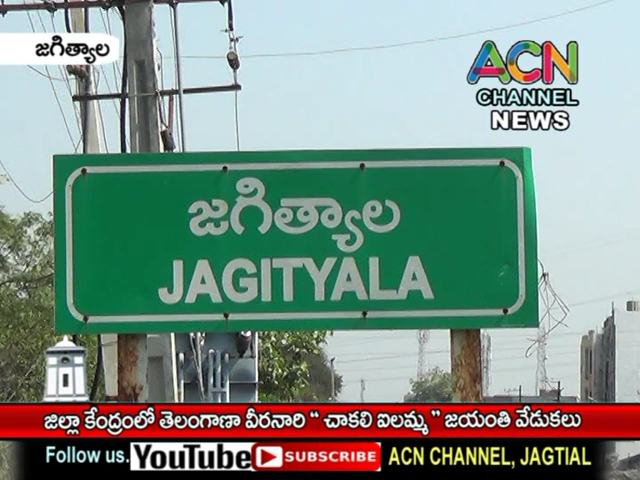 జగిత్యాల
ACN
CHANNEL
NEWS
జగిత్యాల
JAGITYALA
జిల్లా కేంద్రంలో తెలంగాణా వీరనారి “ చాకలి ఐలమ్మ ” జయంతి వేడుకలు
Follow us. YouTube SUBSCRIBE ACN CHANNEL, JAGTIAL